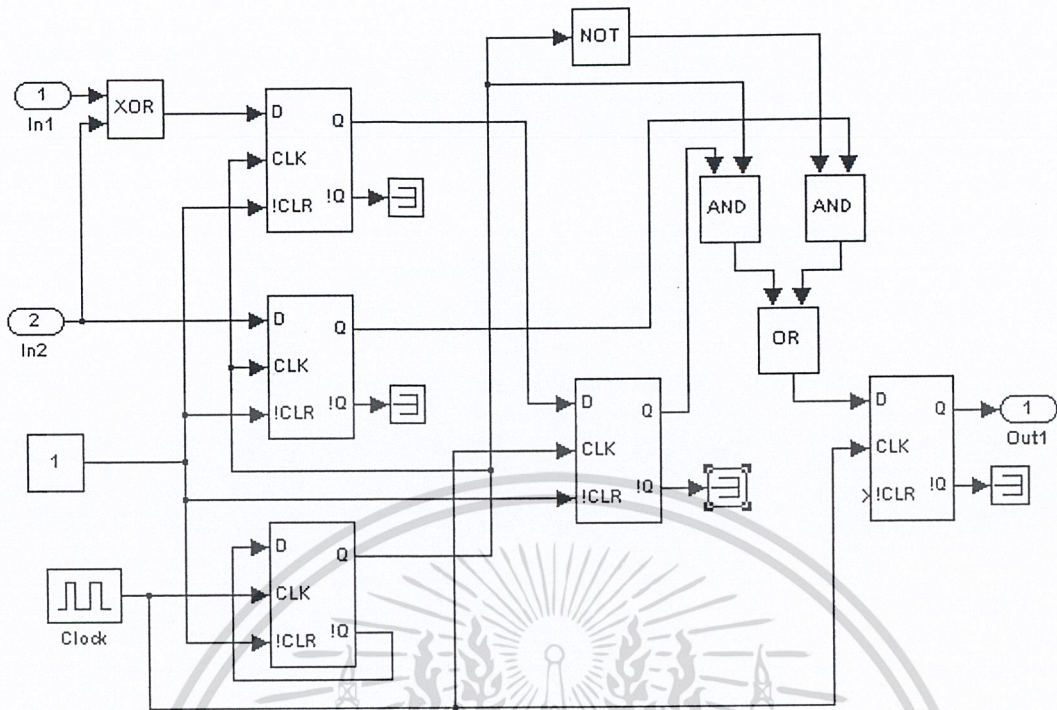 NOT
1
In1
XOR
D
Q
CLK
!Q
!CLR
AND
AND
2
In2
D
Q
CLK
!Q
!CLR
OR
D
Q
CLK
!Q
!CLR
D
Q
CLK
!Q
!CLR
1
Out1
1
D
Q
CLK
!Q
!CLR
Clock